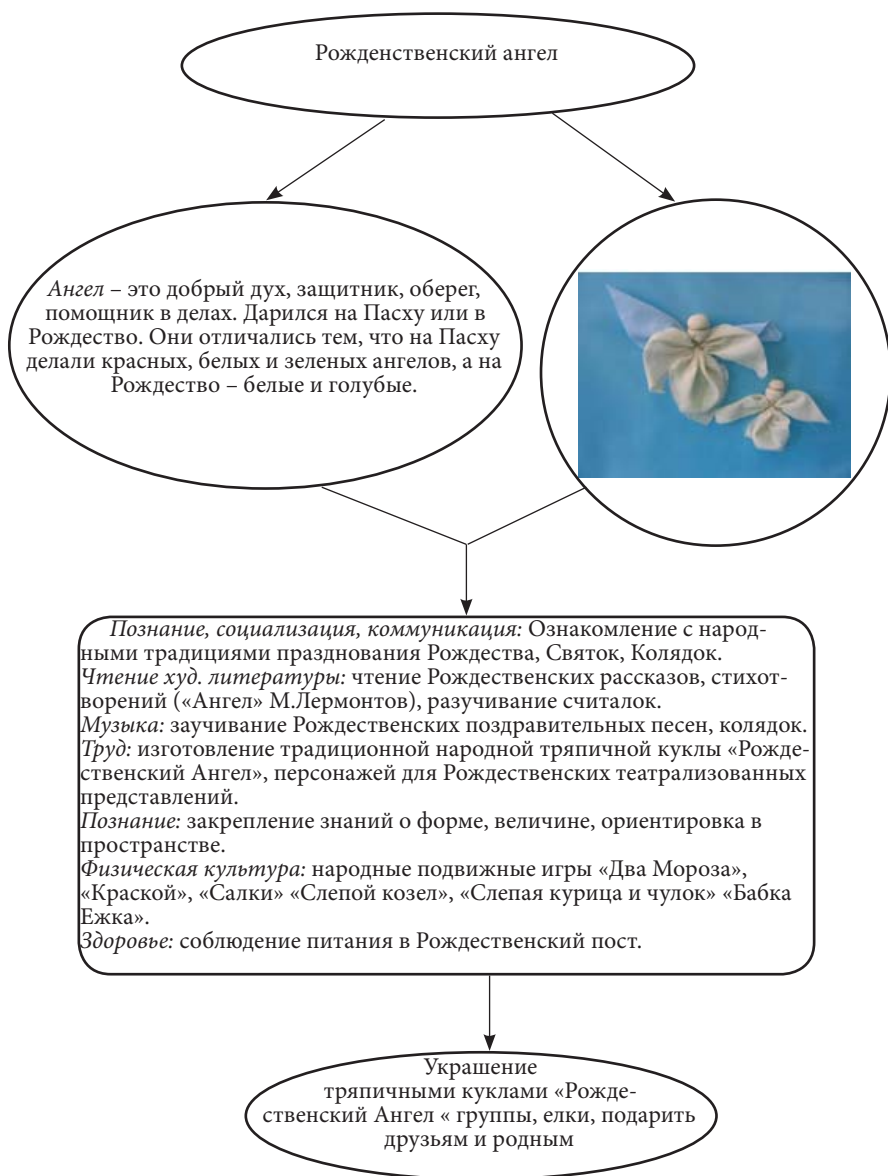 Рожденственский ангел
Ангел – это добрый дух, защитник, оберег,
помощник в делах. Дарился на Пасху или в
Рождество. Они отличались тем, что на Пасху
делали красных, белых и зеленых ангелов, а на
Рождество – белые и голубые.
Познание, социализация, коммуникация: Ознакомление с народ-
ными традициями празднования Рождества, Святок, Колядок.
Чтение худ. литературы: чтение Рождественских рассказов, стихот-
ворений («Ангел» М.Лермонтов), разучивание считалок.
Музыка: заучивание Рождественских поздравительных песен, колядок.
Труд: изготовление традиционной народной тряпичной куклы «Рожде-
ственский Ангел», персонажей для Рождественских театрализованных
представлений.
Познание: закрепление знаний о форме, величине, ориентировка в
пространстве.
Физическая культура: народные подвижные игры «Два Мороза»,
«Краской», «Салки» «Слепой козел», «Слепая курица и чулок» «Бабка
Ежка».
Здоровье: соблюдение питания в Рождественский пост.
Украшение
тряпичными куклами «Рожде-
ственский Ангел « группы, елки, подарить
друзьям и родным